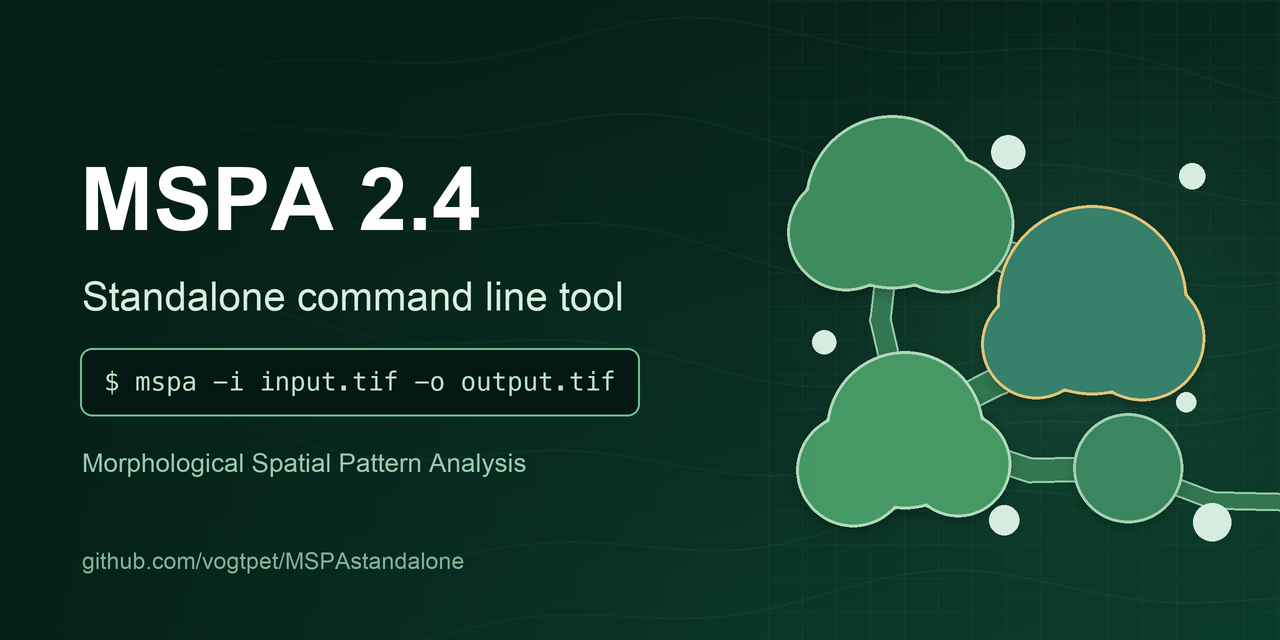 MSPA 2.4
Standalone command line tool
$ mspa –i input.tif –o output.tif
Morphological Spatial Pattern Analysis
github.com/vogtpet/MSPAstandalone